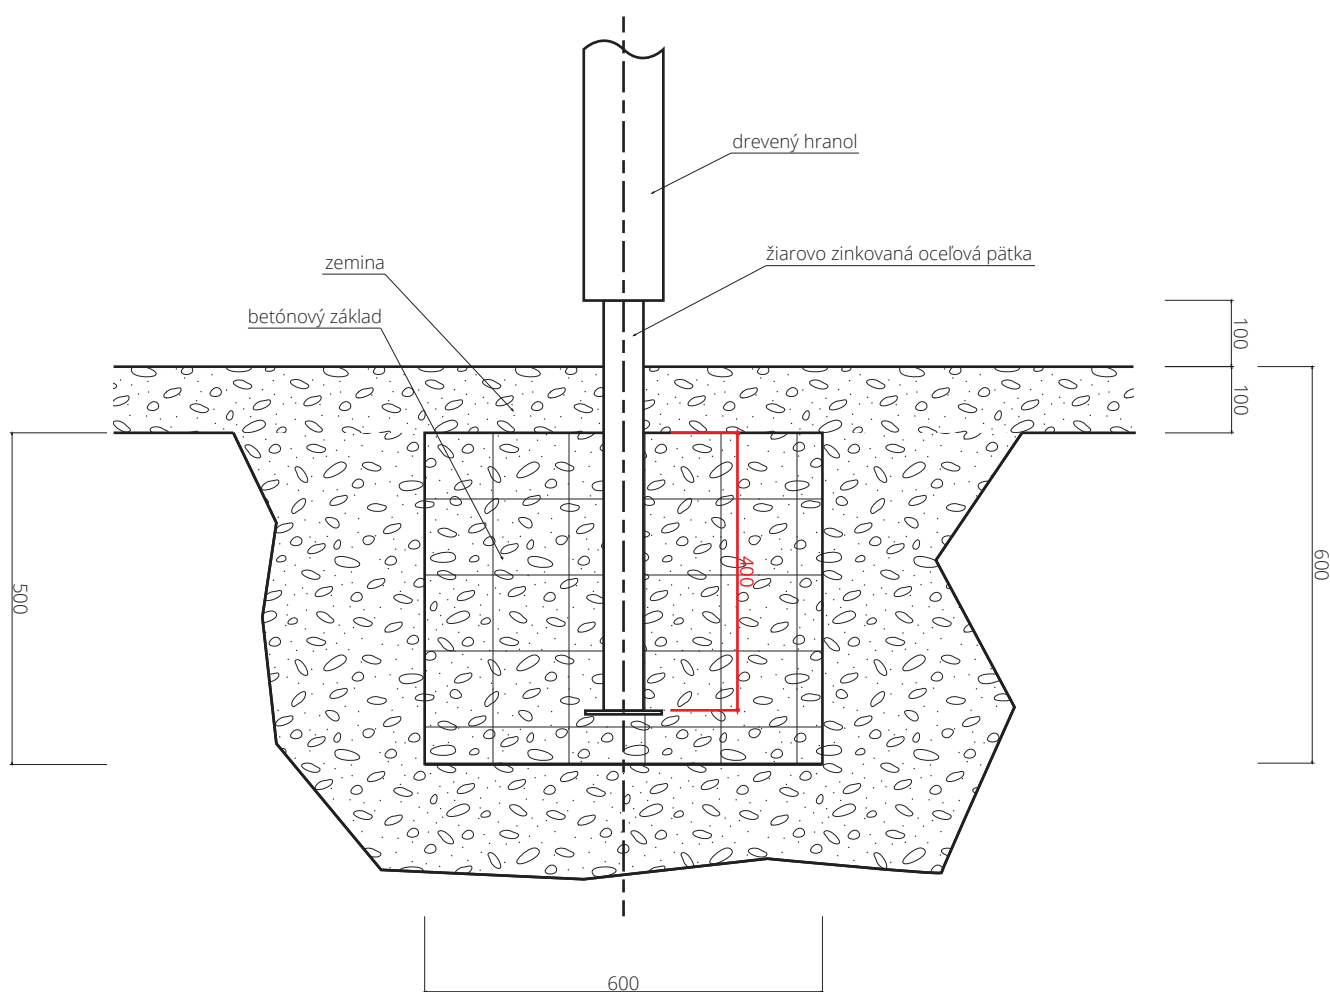 drevený hranol
žiarovo zinkovaná oceľová pätka
zemina
betónový základ
100
100
400
600
500
600